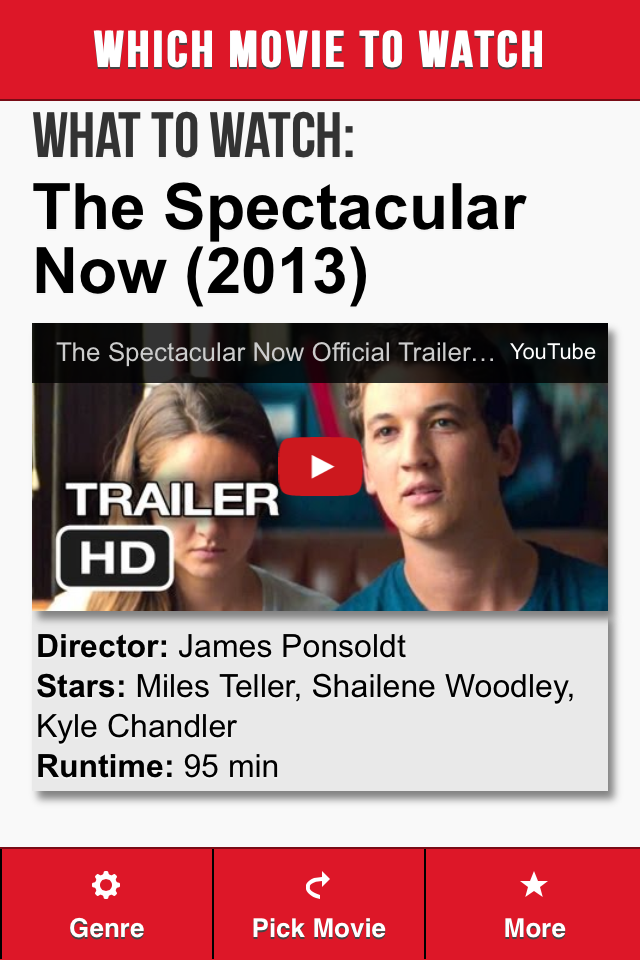 WHICH MOVIE TO WATCH
WHAT TO WATCH:
The Spectacular
Now (2013)
The Spectacular Now Official Trailer... YouTube
TRAILER
HD
Director: James Ponsoldt
Stars: Miles Teller, Shailene Woodley,
Kyle Chandler
Runtime: 95 min
Genre Pick Movie More